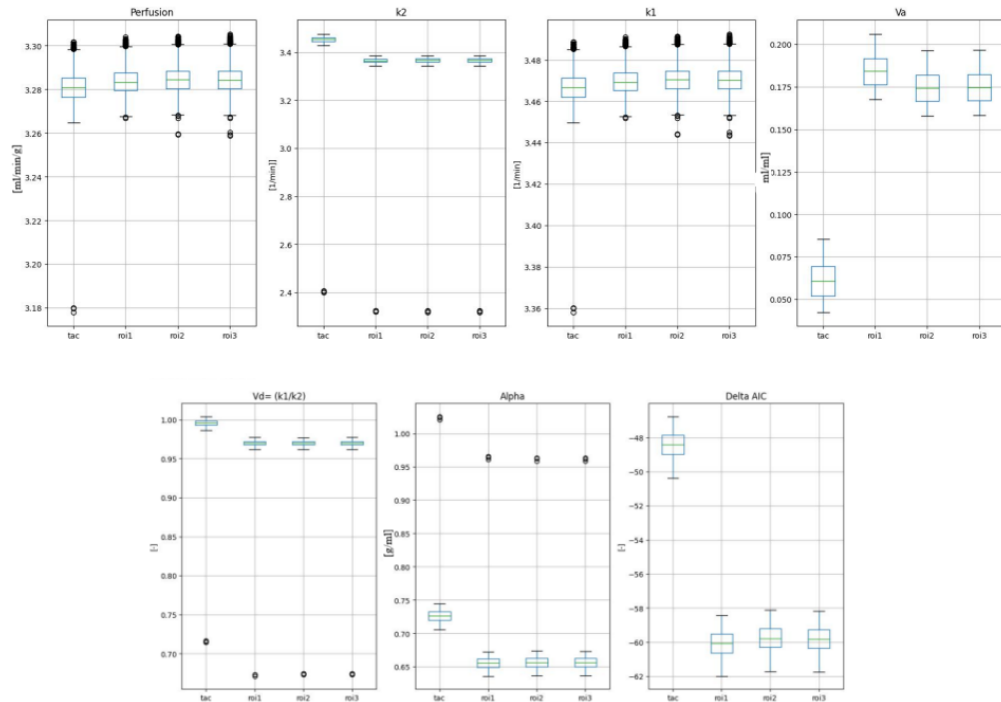 Perfusion
[ml/min/g]
3.30
3.28
3.26
3.24
3.22
3.20
3.18
tac roi1 roi2 roi3
k2
[1/min]]
3.4
3.2
3.0
2.8
2.6
2.4
tac roi1 roi2 roi3
k1
[1/min]
3.48
3.46
3.44
3.42
3.40
3.38
3.36
tac roi1 roi2 roi3
Va
ml/ml]
0.200
0.175
0.150
0.125
0.100
0.075
0.050
tac roi1 roi2 roi3
Vd= (k1/k2)
[-]
1.00
0.95
0.90
0.85
0.80
0.75
0.70
tac roi1 roi2 roi3
Alpha
[g/ml]
1.00
0.95
0.90
0.85
0.80
0.75
0.70
0.65
tac roi1 roi2 roi3
Delta AIC
[-]
−48
−50
−52
−54
−56
−58
−60
−62
tac roi1 roi2 roi3